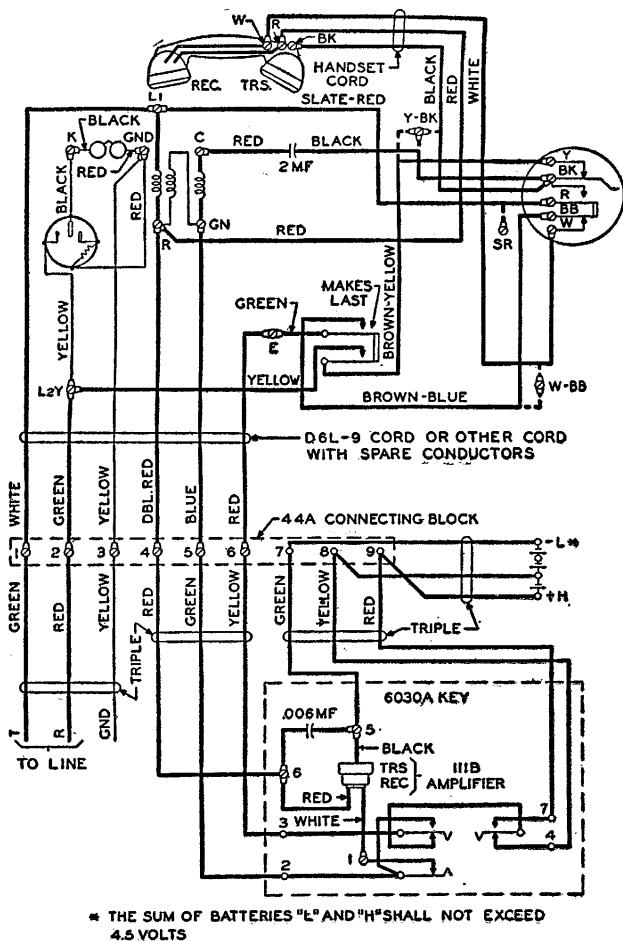 W R BK
REC. TRS.
HANDSET
CORD
SLATE-RED
BLACK
RED
WHITE
L1
BLACK
K
GND
RED
C
RED
BLACK
2 MF
Y-BK
Y
BK
R
BB
W
SR
BLACK
RED
R
GN
RED
MAKES
LAST
GREEN
E
BROWN-YELLOW
YELLOW
YELLOW
L2Y
BROWN-BLUE
W-BB
D6L-9 CORD OR OTHER CORD
WITH SPARE CONDUCTORS
WHITE
GREEN
YELLOW
DBL.RED
BLUE
RED
44A CONNECTING BLOCK
1 2 3 4 5 6 7 8 9
-L*
+H
GREEN
RED
YELLOW
RED
GREEN
YELLOW
GREEN
YELLOW
RED
TRIPLE
TRIPLE
T
R
GND
TO LINE
6030A KEY
.006MF
5
BLACK
6
TRS
REC
111B
AMPLIFIER
RED
WHITE
3
V
V
7
4
1
2
* THE SUM OF BATTERIES "L" AND "H" SHALL NOT EXCEED
4.5 VOLTS